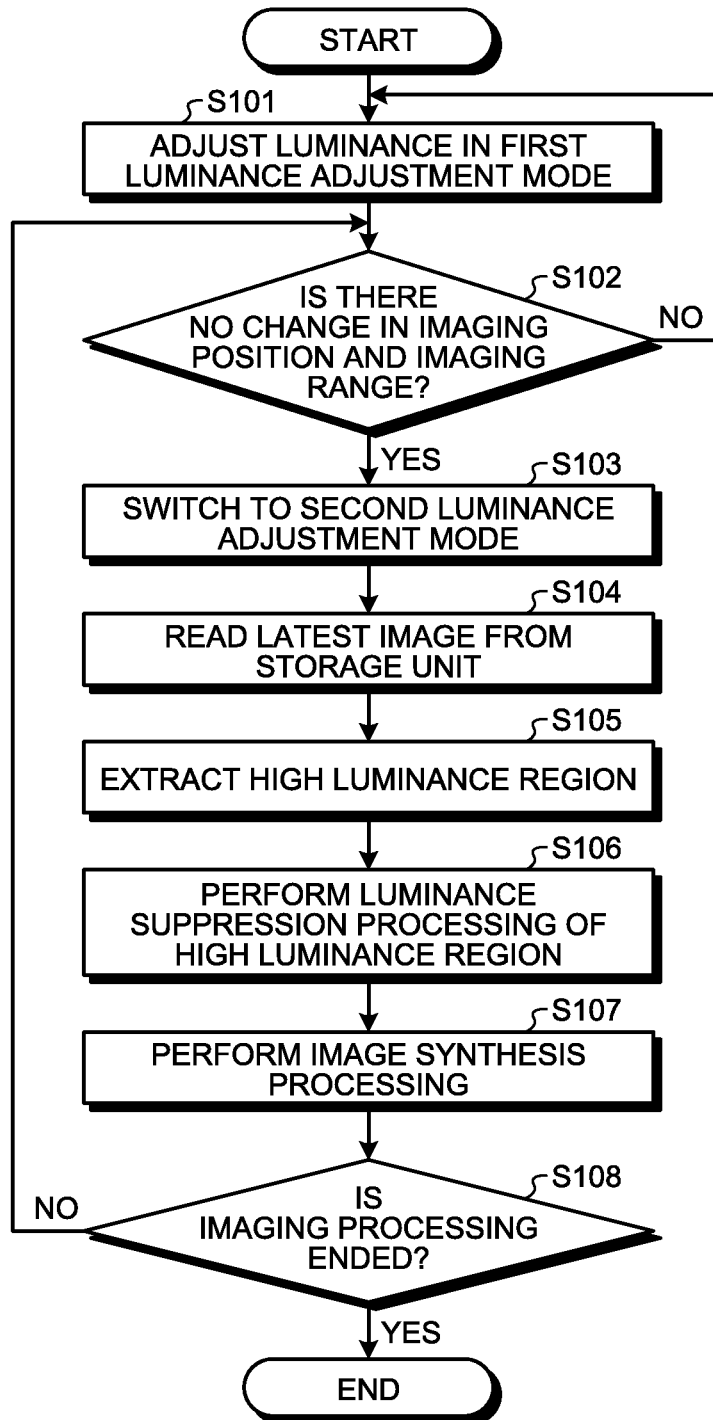 START
S101
ADJUST LUMINANCE IN FIRST
LUMINANCE ADJUSTMENT MODE
S102
IS THERE
NO CHANGE IN IMAGING
POSITION AND IMAGING
RANGE?
NO
YES
S103
SWITCH TO SECOND LUMINANCE
ADJUSTMENT MODE
S104
READ LATEST IMAGE FROM
STORAGE UNIT
S105
EXTRACT HIGH LUMINANCE REGION
S106
PERFORM LUMINANCE
SUPPRESSION PROCESSING OF
HIGH LUMINANCE REGION
S107
PERFORM IMAGE SYNTHESIS
PROCESSING
S108
NO
IS
IMAGING PROCESSING
ENDED?
YES
END